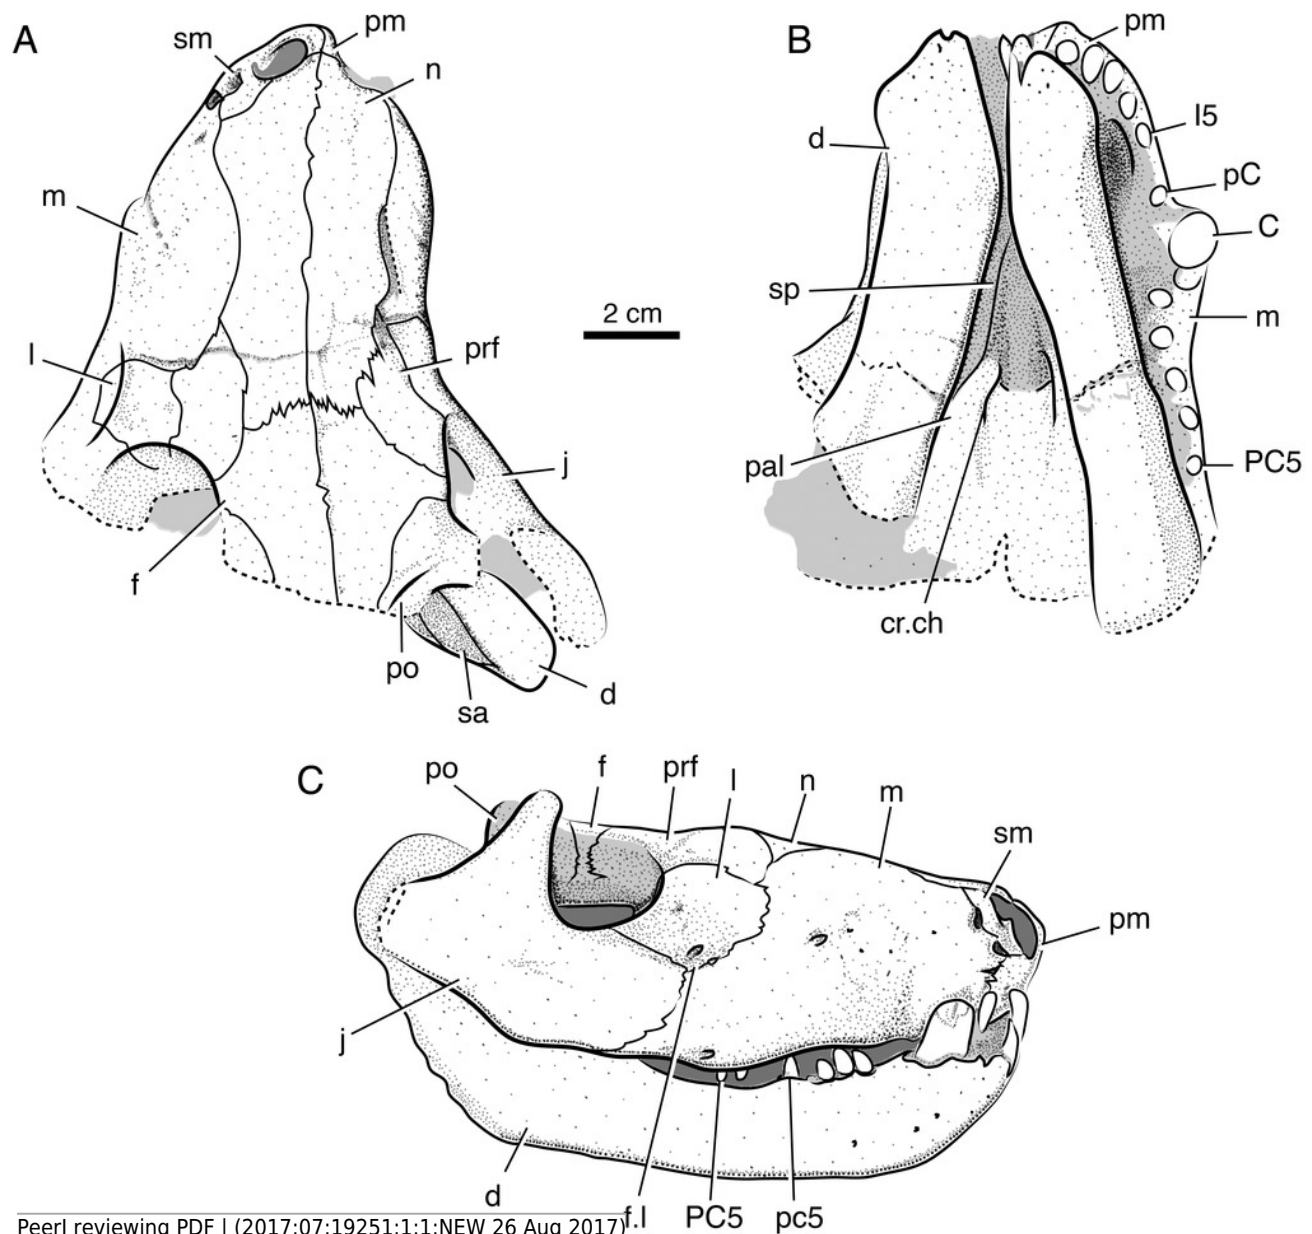 A
pm
sm
n
m
l
prf
j
f
po
sa
d
2 cm
B
pm
d
I5
pC
C
sp
m
pal
PC5
cr.ch
C
po
f
prf
l
n
m
sm
pm
j
d
f.l
PC5
pc5
PeerJ reviewing PDF | (2017:07:19251:1:1:NEW 26 Aug 2017)